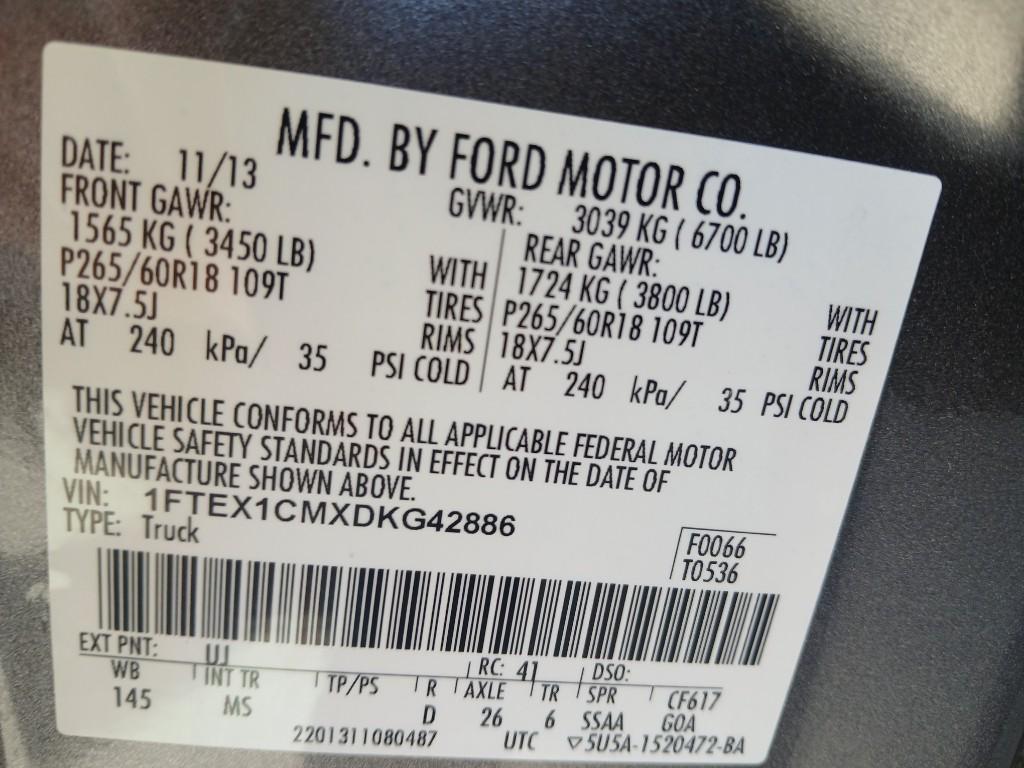 MFD. BY FORD MOTOR CO.
DATE: 11/13 GVWR: 3039 KG ( 6700 LB)
FRONT GAWR: REAR GAWR:
1565 KG ( 3450 LB) WITH 1724 KG ( 3800 LB) WITH
P265/60R18 109T TIRES P265/60R18 109T TIRES
18X7.5J RIMS 18X7.5J RIMS
AT 240 kPa/ 35 PSI COLD AT 240 kPa/ 35 PSI COLD
THIS VEHICLE CONFORMS TO ALL APPLICABLE FEDERAL MOTOR
VEHICLE SAFETY STANDARDS IN EFFECT ON THE DATE OF
MANUFACTURE SHOWN ABOVE.
VIN: 1FTEX1CMXDKG42886
TYPE: Truck
F0066
T0536
EXT PNT: UJ RC: 41 DSO:
WB INT TR TP/PS R AXLE TR SPR CF617
145 MS D 26 6 SSAA GOA
2201311080487 UTC ▽5U5A-1520472-BA